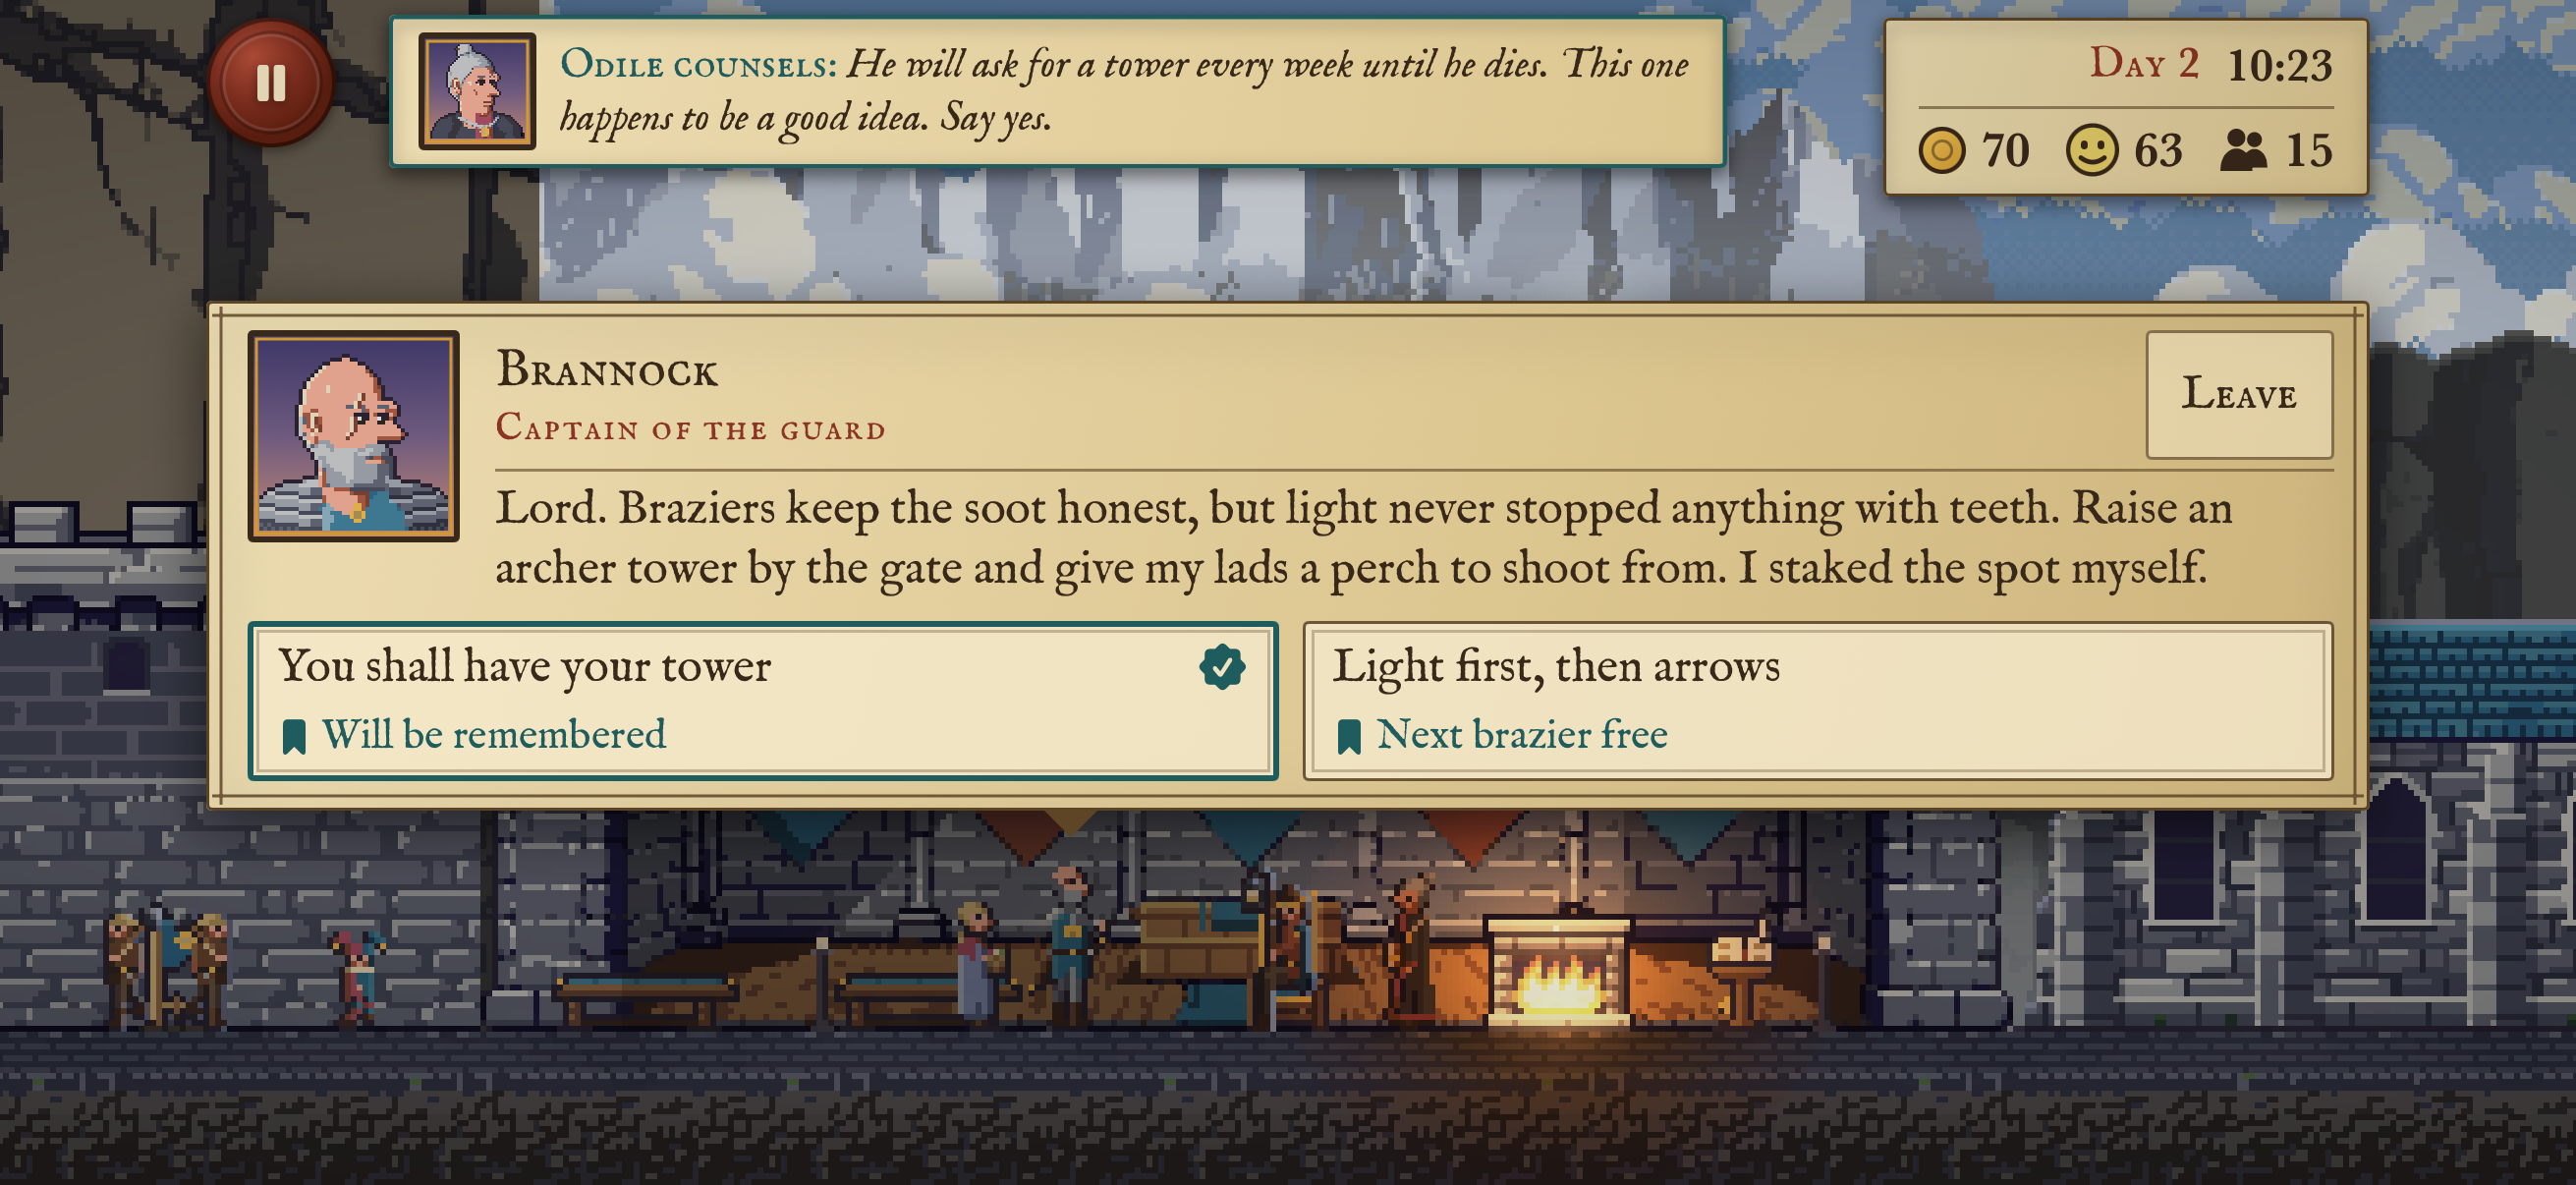 Odile counsels: He will ask for a tower every week until he dies. This one
happens to be a good idea. Say yes.
Day 2 10:23
70 63 15
Brannock
Captain of the guard
Leave
Lord. Braziers keep the soot honest, but light never stopped anything with teeth. Raise an
archer tower by the gate and give my lads a perch to shoot from. I staked the spot myself.
You shall have your tower
Will be remembered
Light first, then arrows
Next brazier free